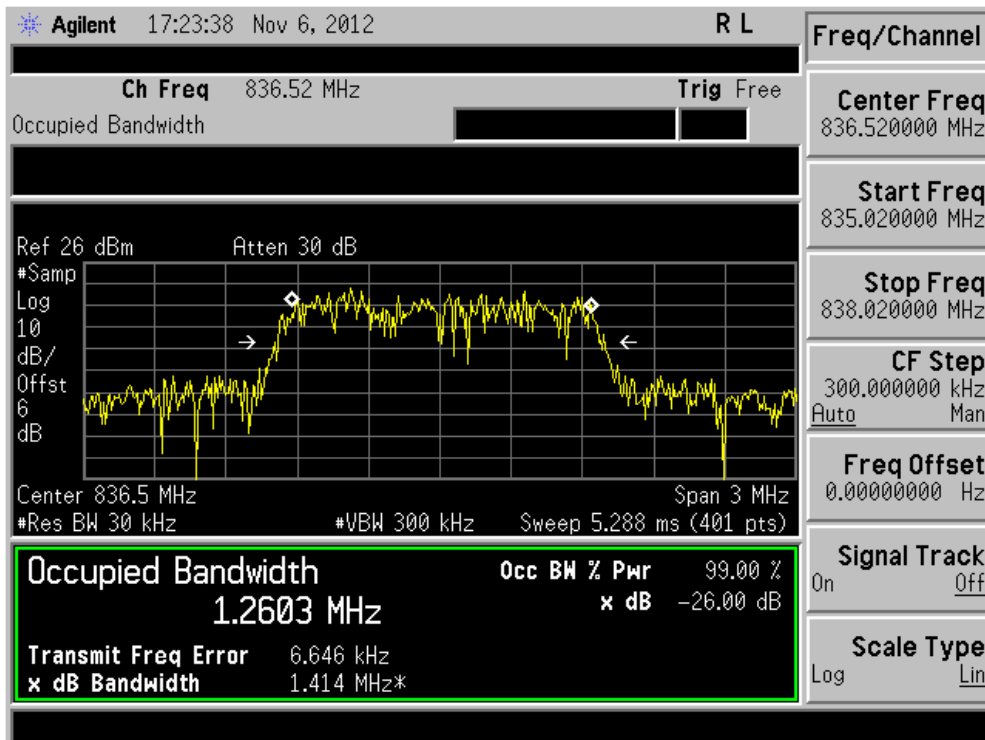 Agilent 17:23:38 Nov 6, 2012 R L
Ch Freq 836.52 MHz Trig Free
Occupied Bandwidth
Ref 26 dBm Atten 30 dB
#Samp
Log
10
dB/
Offst
6
dB
Center 836.5 MHz Span 3 MHz
#Res BW 30 kHz #VBW 300 kHz Sweep 5.288 ms (401 pts)
Occupied Bandwidth
1.2603 MHz
Occ BW % Pwr 99.00 %
x dB -26.00 dB
Transmit Freq Error 6.646 kHz
x dB Bandwidth 1.414 MHz*
Freq/Channel
Center Freq
836.520000 MHz
Start Freq
835.020000 MHz
Stop Freq
838.020000 MHz
CF Step
300.000000 kHz
Auto Man
Freq Offset
0.00000000 Hz
Signal Track
On Off
Scale Type
Log Lin